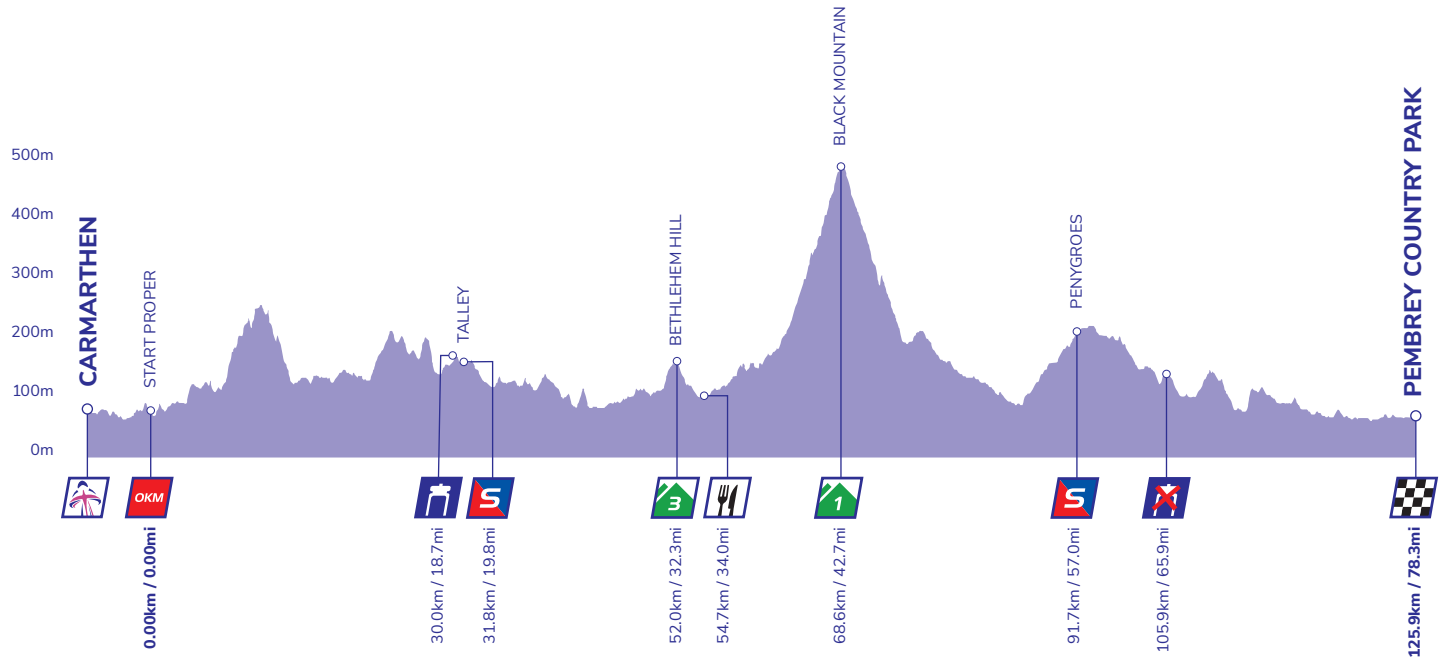 500m
400m
300m
200m
100m
0m
CARMARTHEN
START PROPER
TALLEY
BETHLEHEM HILL
BLACK MOUNTAIN
PENYGROES
PEMBREY COUNTRY PARK
0KM
S
3
1
S
0.00km / 0.00mi
30.0km / 18.7mi
31.8km / 19.8mi
52.0km / 32.3mi
54.7km / 34.0mi
68.6km / 42.7mi
91.7km / 57.0mi
105.9km / 65.9mi
125.9km / 78.3mi